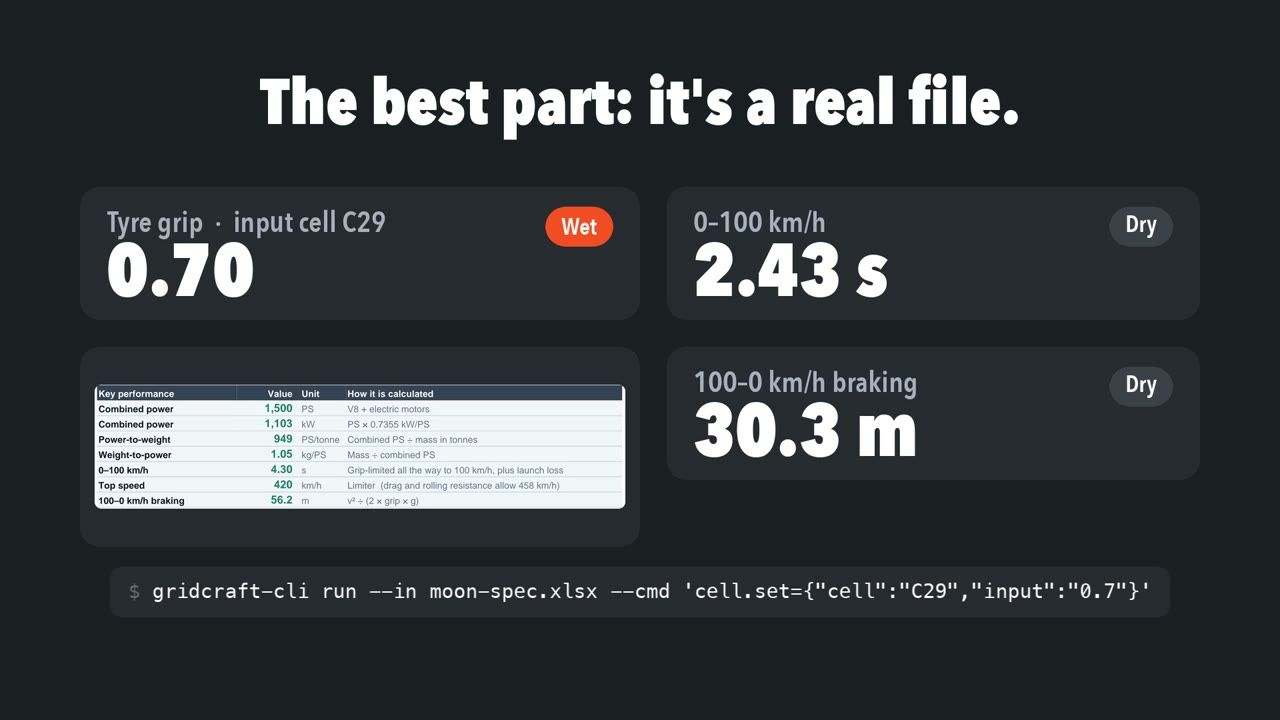 The best part: it's a real file.
Tyre grip · input cell C29
Wet
0.70
0–100 km/h
Dry
2.43 s
Key performance Value Unit How it is calculated
Combined power 1,500 PS V8 + electric motors
Combined power 1,103 kW PS × 0.7355 kW/PS
Power-to-weight 949 PS/tonne Combined PS ÷ mass in tonnes
Weight-to-power 1.05 kg/PS Mass ÷ combined PS
0–100 km/h 4.30 s Grip-limited all the way to 100 km/h, plus launch loss
Top speed 420 km/h Limiter (drag and rolling resistance allow 458 km/h)
100–0 km/h braking 56.2 m v² ÷ (2 × grip × g)
100–0 km/h braking
Dry
30.3 m
$ gridcraft-cli run --in moon-spec.xlsx --cmd 'cell.set={"cell":"C29","input":"0.7"}'